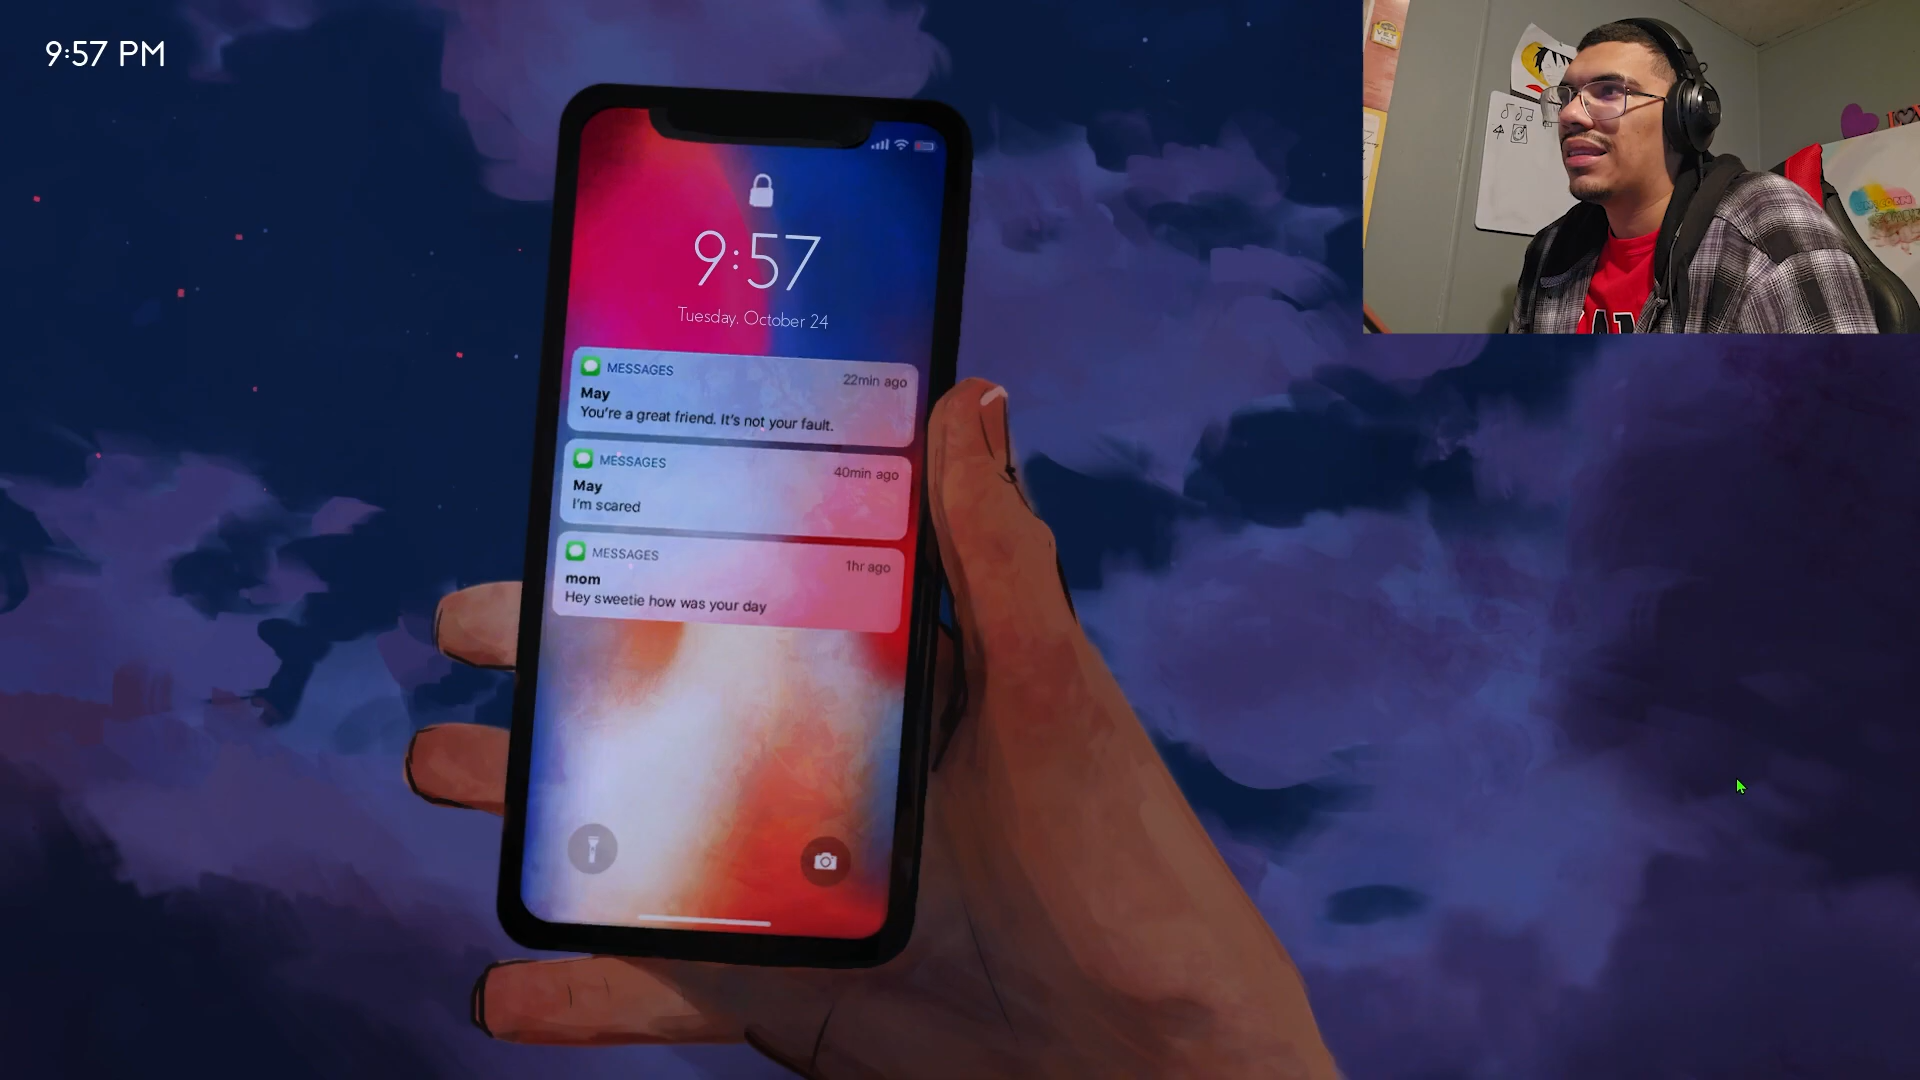 9:57 PM
9:57
Tuesday, October 24
MESSAGES
22min ago
May
You're a great friend. It's not your fault.
MESSAGES
40min ago
May
I'm scared
MESSAGES
1hr ago
mom
Hey sweetie how was your day